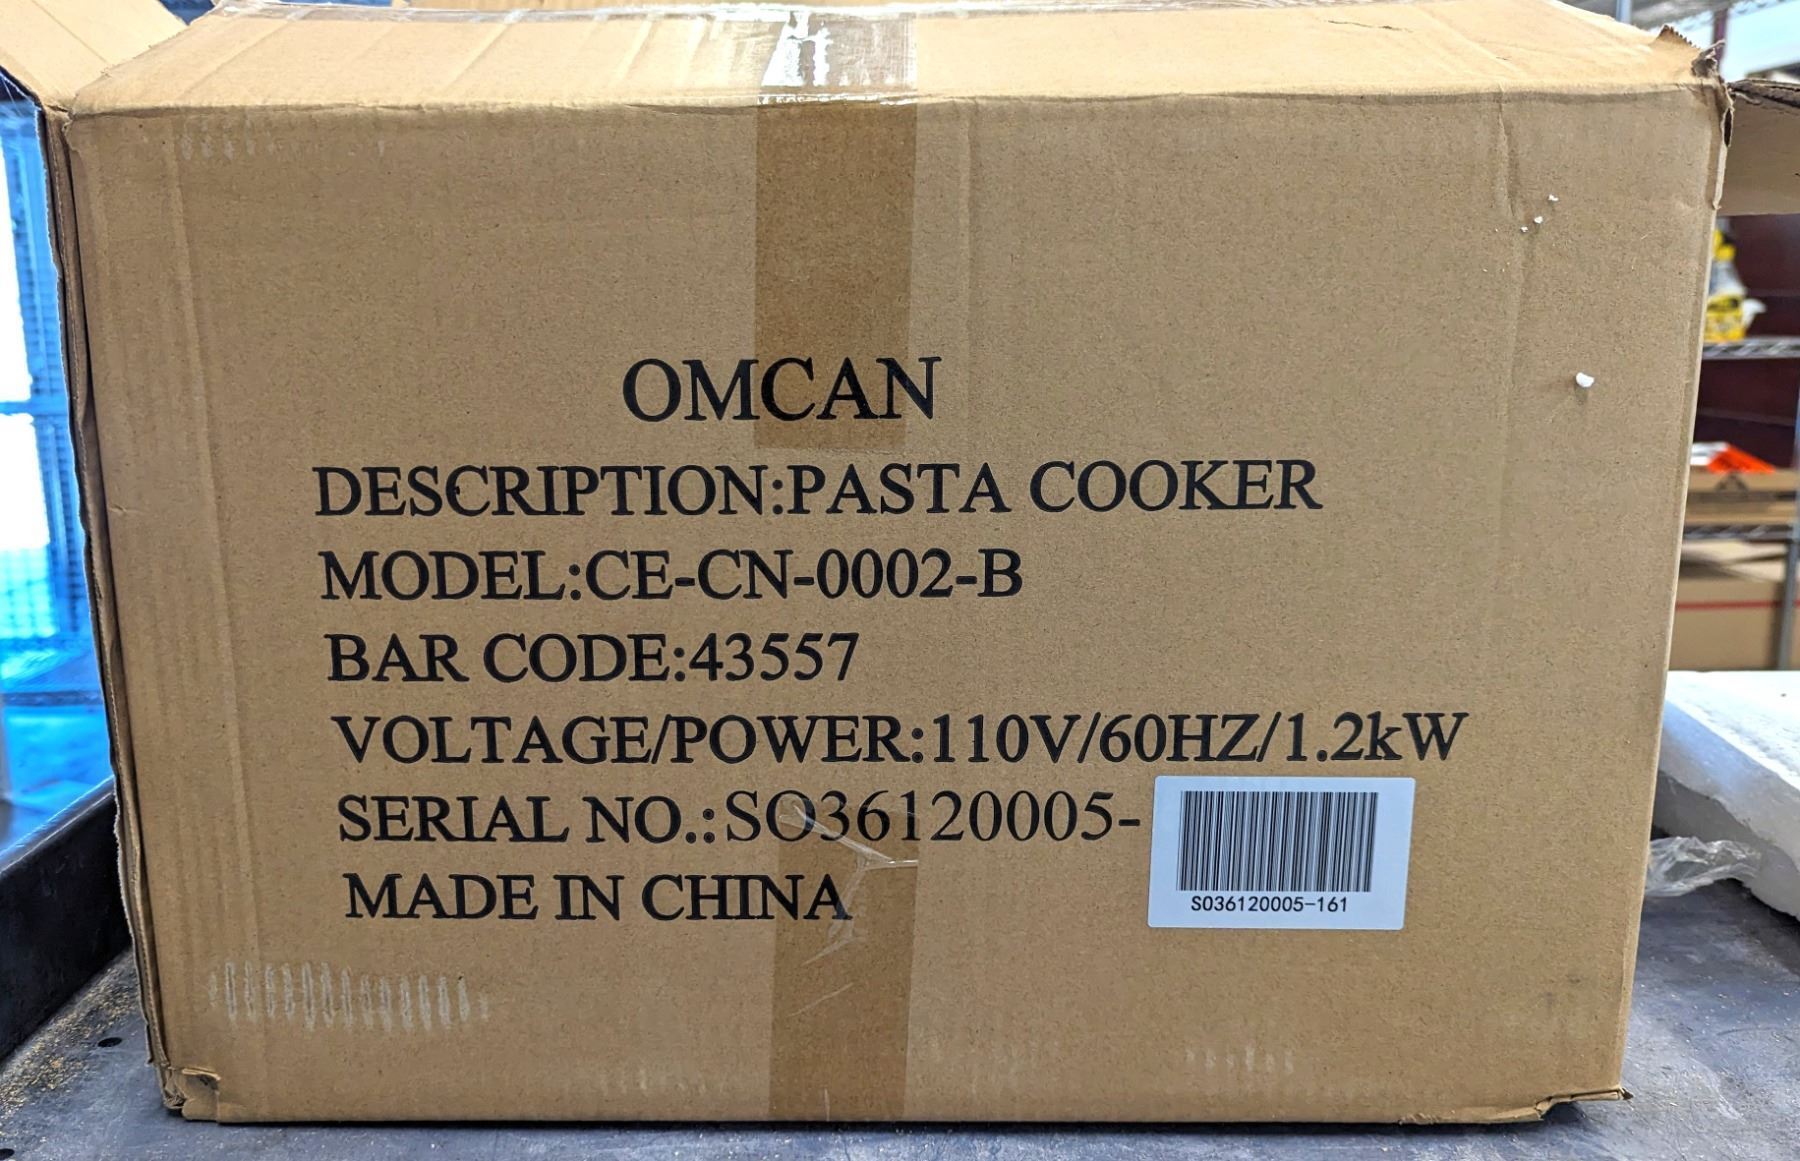 OMCAN
DESCRIPTION:PASTA COOKER
MODEL:CE-CN-0002-B
BAR CODE:43557
VOLTAGE/POWER:110V/60HZ/1.2kW
SERIAL NO.:SO36120005-
S036120005-161
MADE IN CHINA